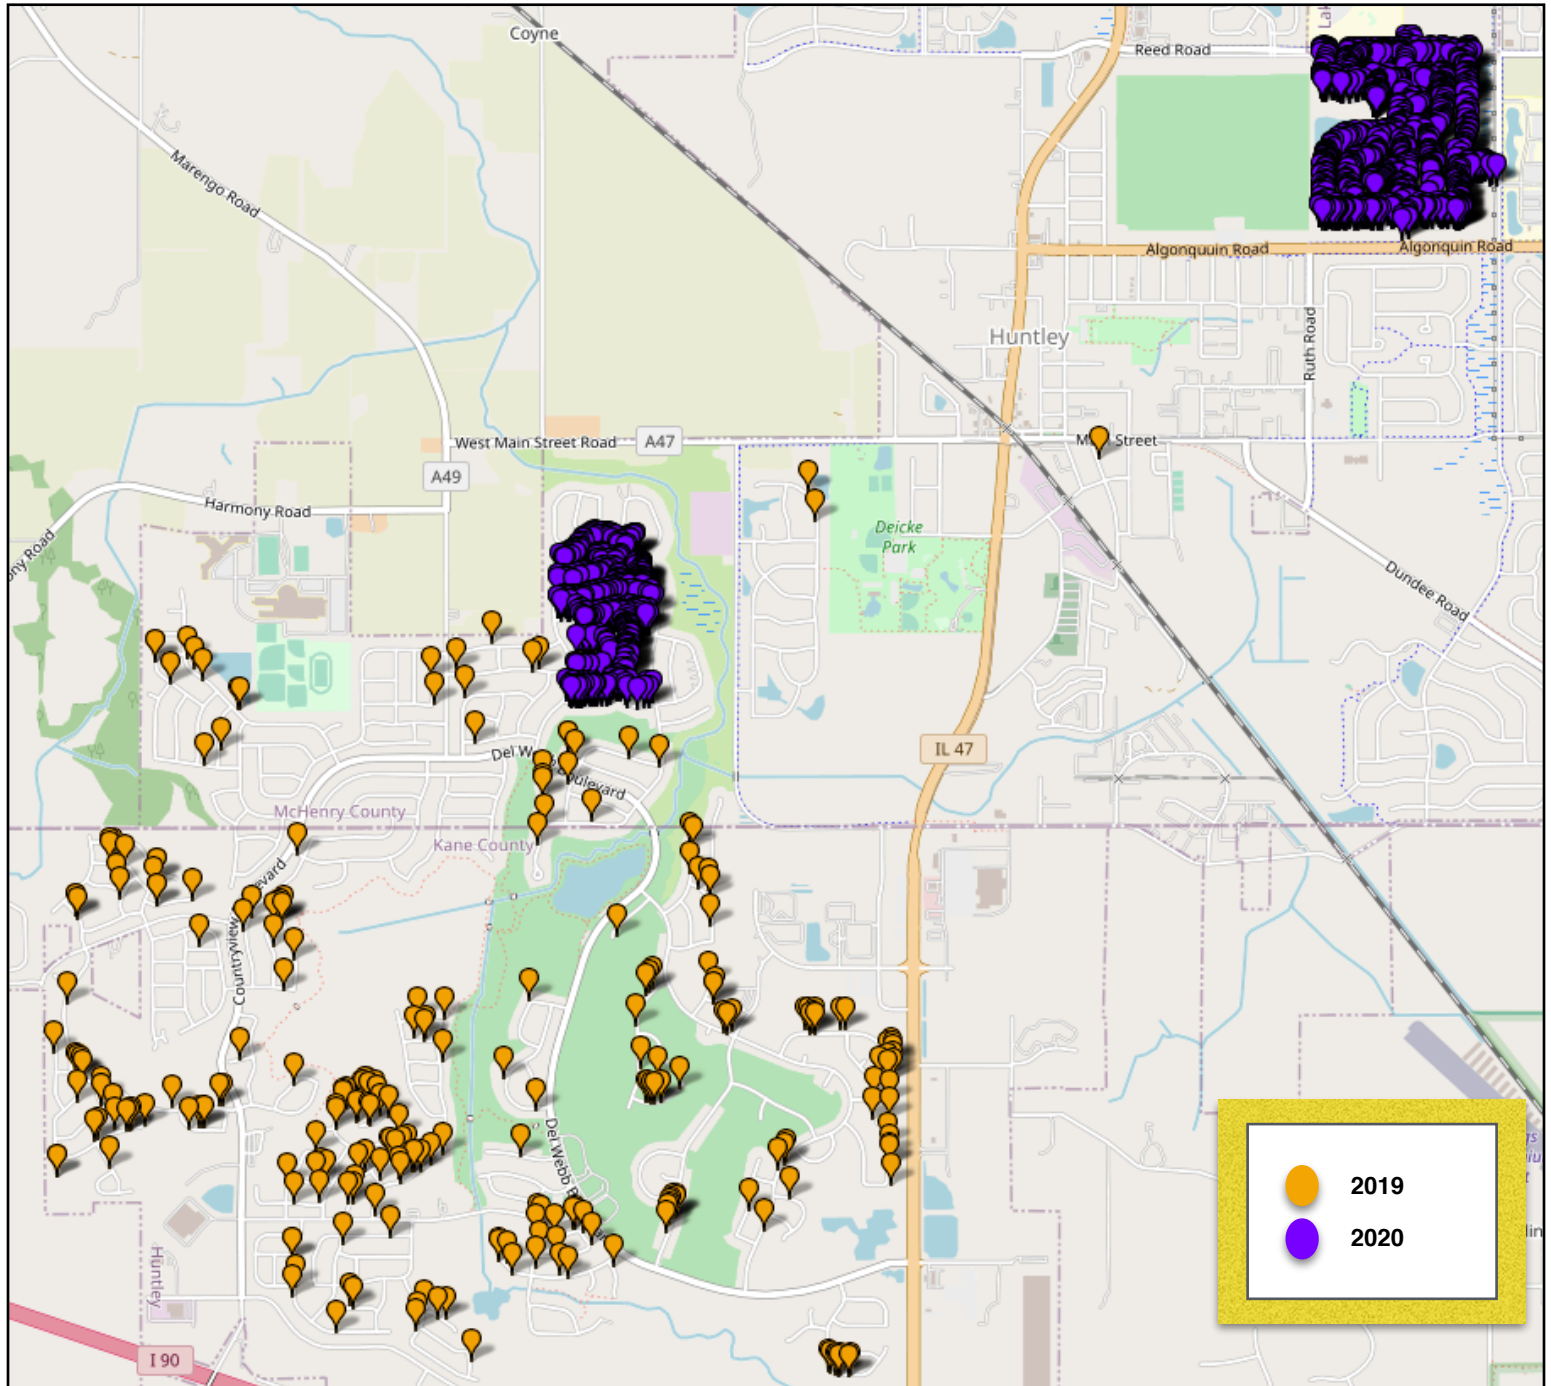 Coyne
Reed Road
Marengo Road
Algonquuin Road
Algonquin Road
Huntley
Ruth Road
West Main Street Road
A47
Street
A49
Harmony Road
Deicke
Park
Dundee Road
Road
IL 47
Del
McHenry County
Kane County
Countryview
Del Webb
Huntley
I 90
2019
2020